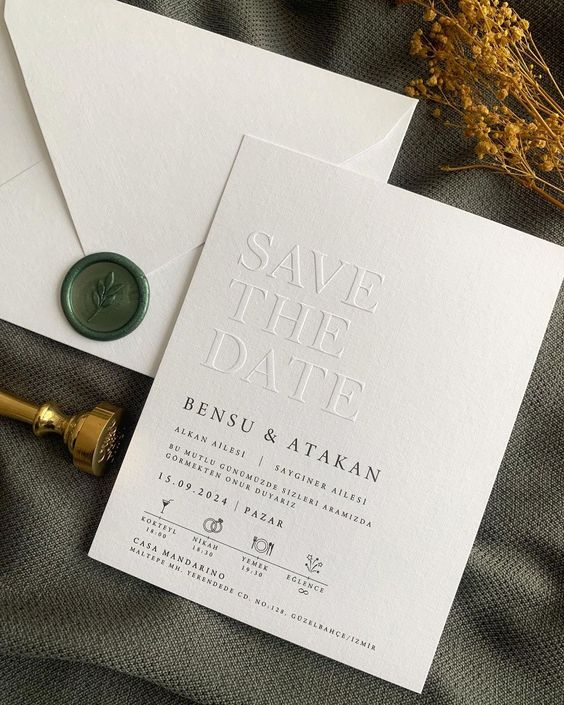 SAVE
THE
DATE
BENSU & ATAKAN
ALKAN AİLESİ | SAYGINER AİLESİ
BU MUTLU GÜNÜMÜZDE SİZLERİ ARAMIZDA
GÖRMEKTEN ONUR DUYARIZ
15.09.2024 | PAZAR
KOKTEYL
18:00
NİKAH
18:30
YEMEK
19:30
EĞLENCE
∞
CASA MANDARINO
MALTEPE MH. YERENDEDE CD. NO:128, GÜZELBAHÇE/İZMİR